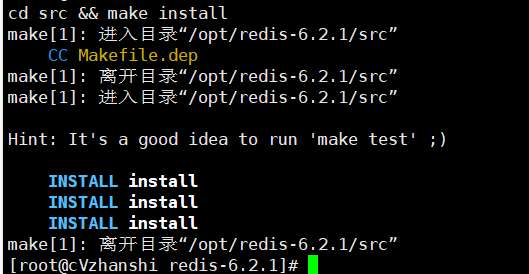 cd src && make install
make[1]: 进入目录“/opt/redis-6.2.1/src”
    CC Makefile.dep
make[1]: 离开目录“/opt/redis-6.2.1/src”
make[1]: 进入目录“/opt/redis-6.2.1/src”

Hint: It's a good idea to run 'make test' ;)

    INSTALL install
    INSTALL install
    INSTALL install
make[1]: 离开目录“/opt/redis-6.2.1/src”
[root@cVzhanshi redis-6.2.1]#